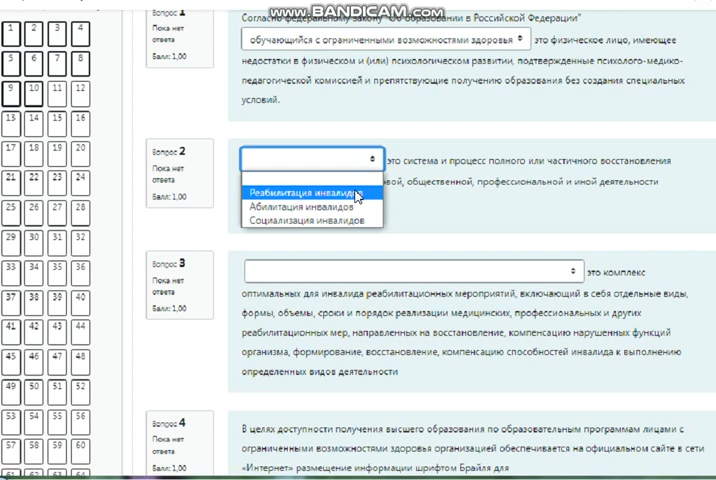 www.BANDICAM.com
1 2 3 4
5 6 7 8
9 10 11 12
13 14 15 16
17 18 19 20
21 22 23 24
25 26 27 28
29 30 31 32
33 34 35 36
37 38 39 40
41 42 43 44
45 46 47 48
49 50 51 52
53 54 55 56
57 58 59 60
61 62 63 64
Вопрос 1
Пока нет
ответа
Балл: 1,00
Согласно федеральному закону "Об образовании в Российской Федерации"
обучающийся с ограниченными возможностями здоровья это физическое лицо, имеющее
недостатки в физическом и (или) психологическом развитии, подтвержденные психолого-медико-
педагогической комиссией и препятствующие получению образования без создания специальных
условий.
Вопрос 2
Пока нет
ответа
Балл: 1,00
это система и процесс полного или частичного восстановления
общественной, профессиональной и иной деятельности
Реабилитация инвалидов
Абилитация инвалидов
Социализация инвалидов
Вопрос 3
Пока нет
ответа
Балл: 1,00
это комплекс
оптимальных для инвалида реабилитационных мероприятий, включающий в себя отдельные виды,
формы, объемы, сроки и порядок реализации медицинских, профессиональных и других
реабилитационных мер, направленных на восстановление, компенсацию нарушенных функций
организма, формирование, восстановление, компенсацию способностей инвалида к выполнению
определенных видов деятельности
Вопрос 4
Пока нет
ответа
Балл: 1,00
В целях доступности получения высшего образования по образовательным программам лицами с
ограниченными возможностями здоровья организацией обеспечивается на официальном сайте в сети
«Интернет» размещение информации шрифтом Брайля для